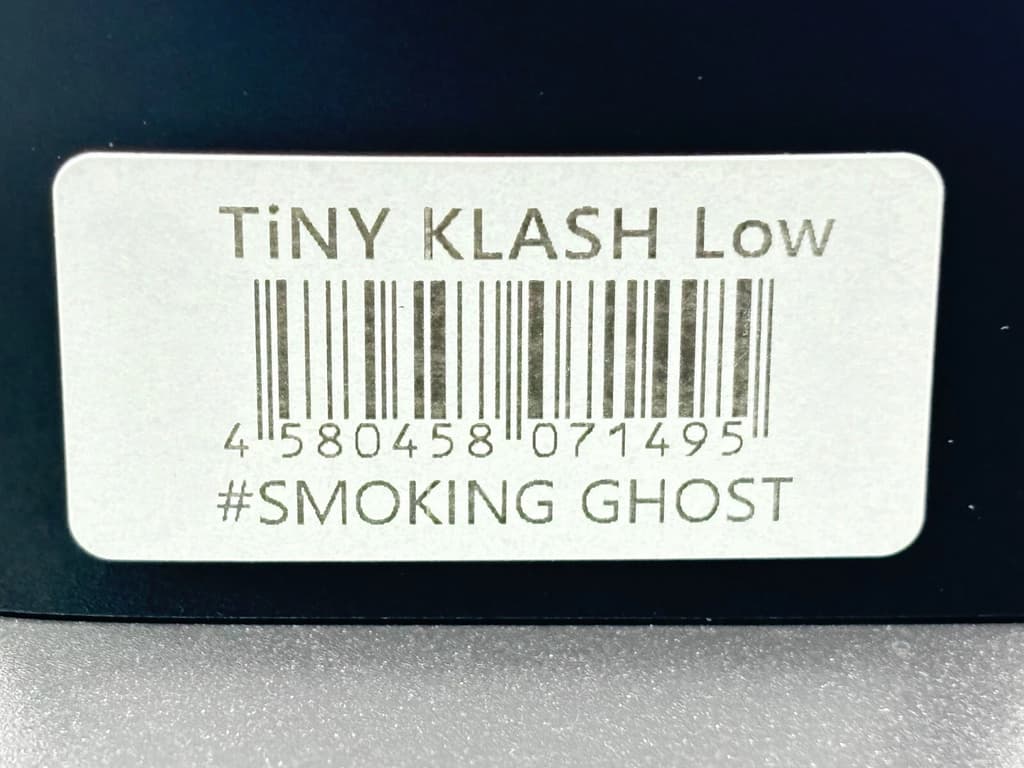 TiNY KLASH Low
4 580458 071495
#SMOKING GHOST